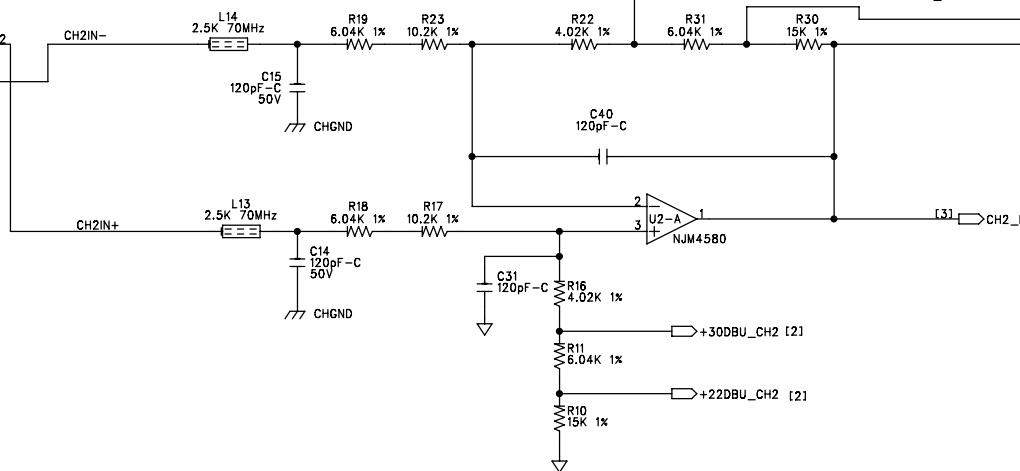 L14
2.5K 70MHz
R19
6.04K 1%
R23
10.2K 1%
R22
4.02K 1%
R31
6.04K 1%
R30
15K 1%
2
CH2IN-
C15
120pF-C
50V
CHGND
C40
120pF-C
L13
2.5K 70MHz
R18
6.04K 1%
R17
10.2K 1%
2
3
U2-A
1
NJM4580
[3]
CH2_
CH2IN+
C14
120pF-C
50V
CHGND
C31
120pF-C
R16
4.02K 1%
+30DBU_CH2 [2]
R11
6.04K 1%
+22DBU_CH2 [2]
R10
15K 1%